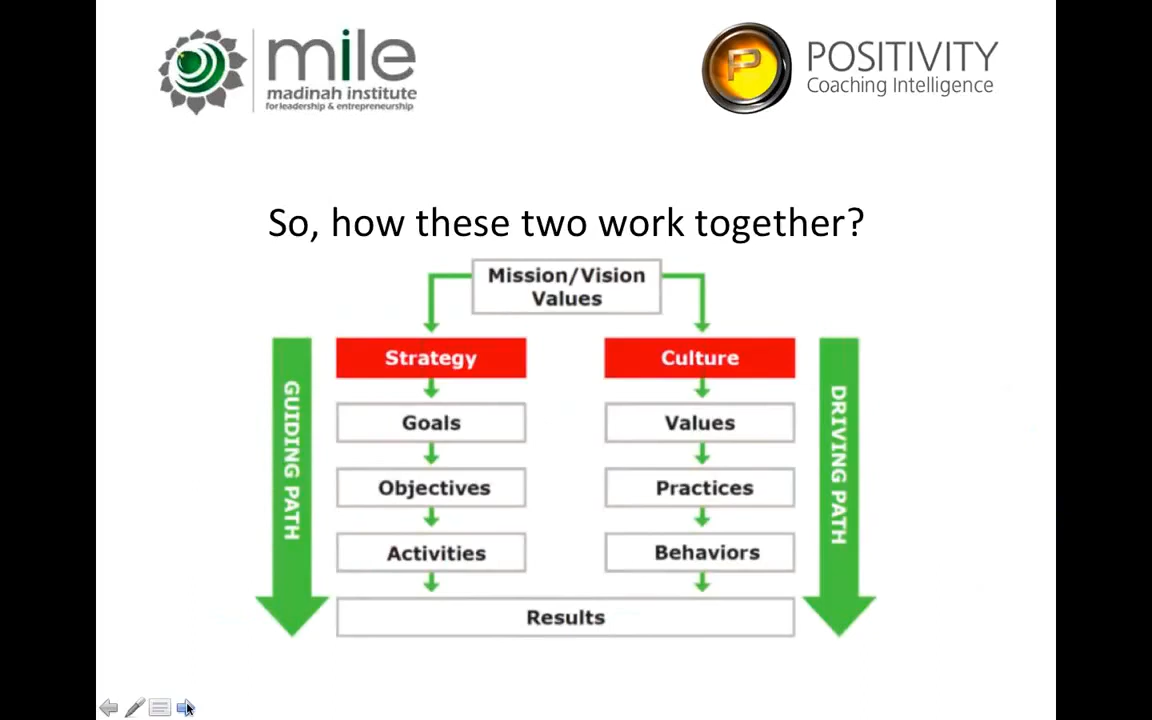 mile
madinah institute
for leadership & entrepreneurship
P
POSITIVITY
Coaching Intelligence
So, how these two work together?
Mission/Vision
Values
GUIDING PATH
Strategy
Goals
Objectives
Activities
Culture
Values
Practices
Behaviors
DRIVING PATH
Results